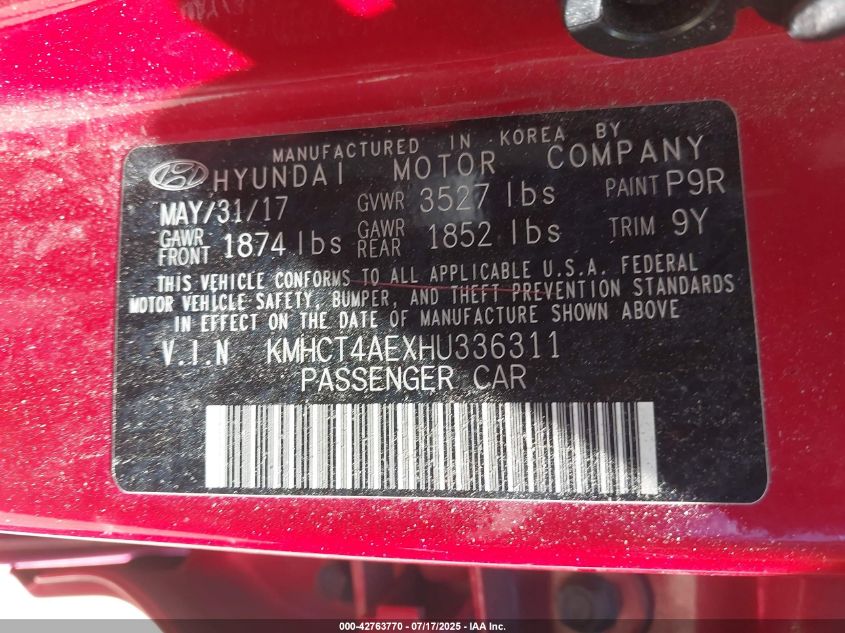 MANUFACTURED IN KOREA BY
HYUNDAI MOTOR COMPANY
MAY/31/17 GVWR 3527 lbs PAINT P9R
GAWR FRONT 1874 lbs GAWR REAR 1852 lbs TRIM 9Y
THIS VEHICLE CONFORMS TO ALL APPLICABLE U.S.A. FEDERAL
MOTOR VEHICLE SAFETY, BUMPER, AND THEFT PREVENTION STANDARDS
IN EFFECT ON THE DATE OF MANUFACTURE SHOWN ABOVE
V.I.N KMHCT4AEXHU336311
PASSENGER CAR
000-42763770 - 07/17/2025 - IAA Inc.